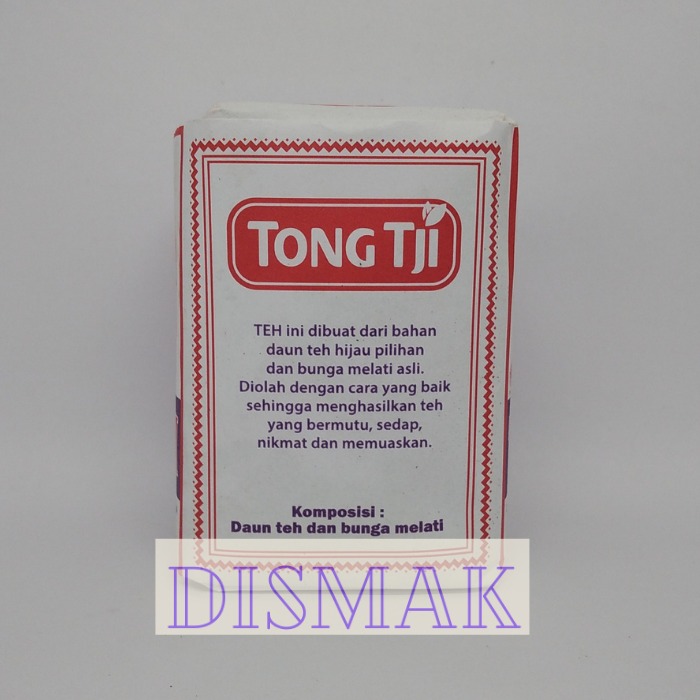 TONG TJI
TEH ini dibuat dari bahan
daun teh hijau pilihan
dan bunga melati asli.
Diolah dengan cara yang baik
sehingga menghasilkan teh
yang bermutu, sedap,
nikmat dan memuaskan.
Komposisi :
Daun teh dan bunga melati
DISMAK